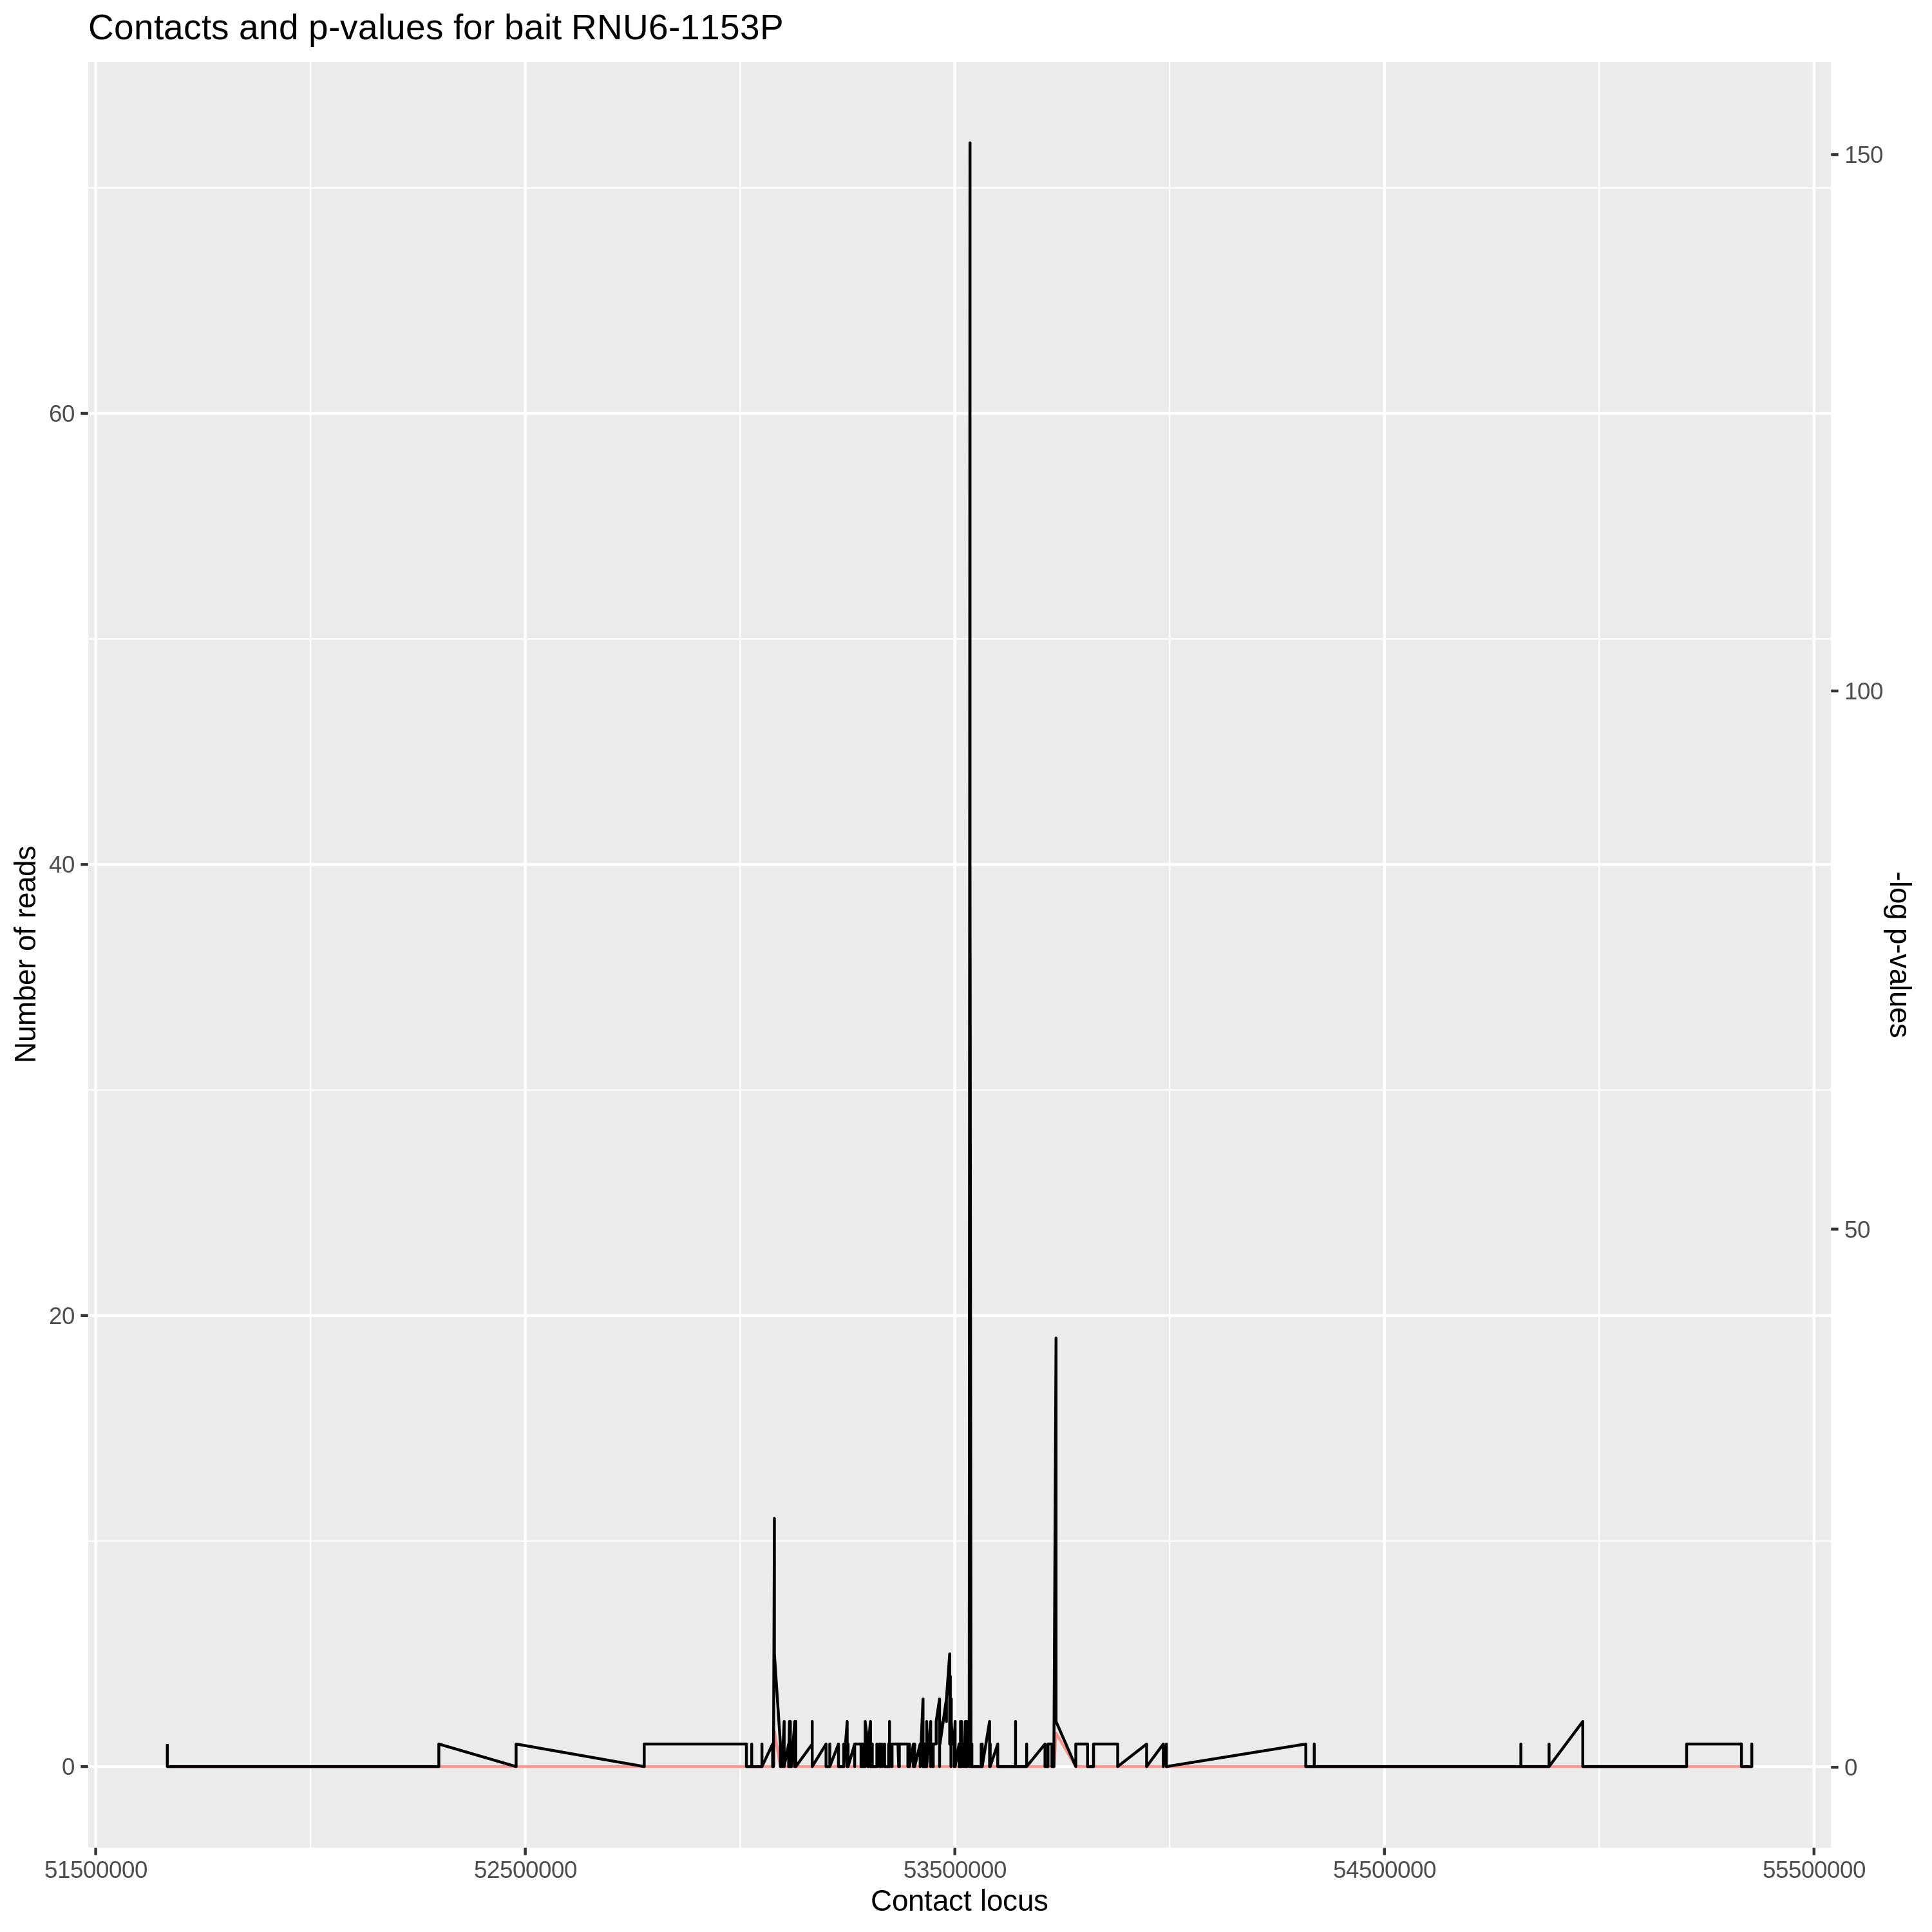 Contacts and p-values for bait RNU6-1153P
150
60
100
40
Number of reads
-log p-values
50
20
0
0
51500000 52500000 53500000 54500000 55500000
Contact locus